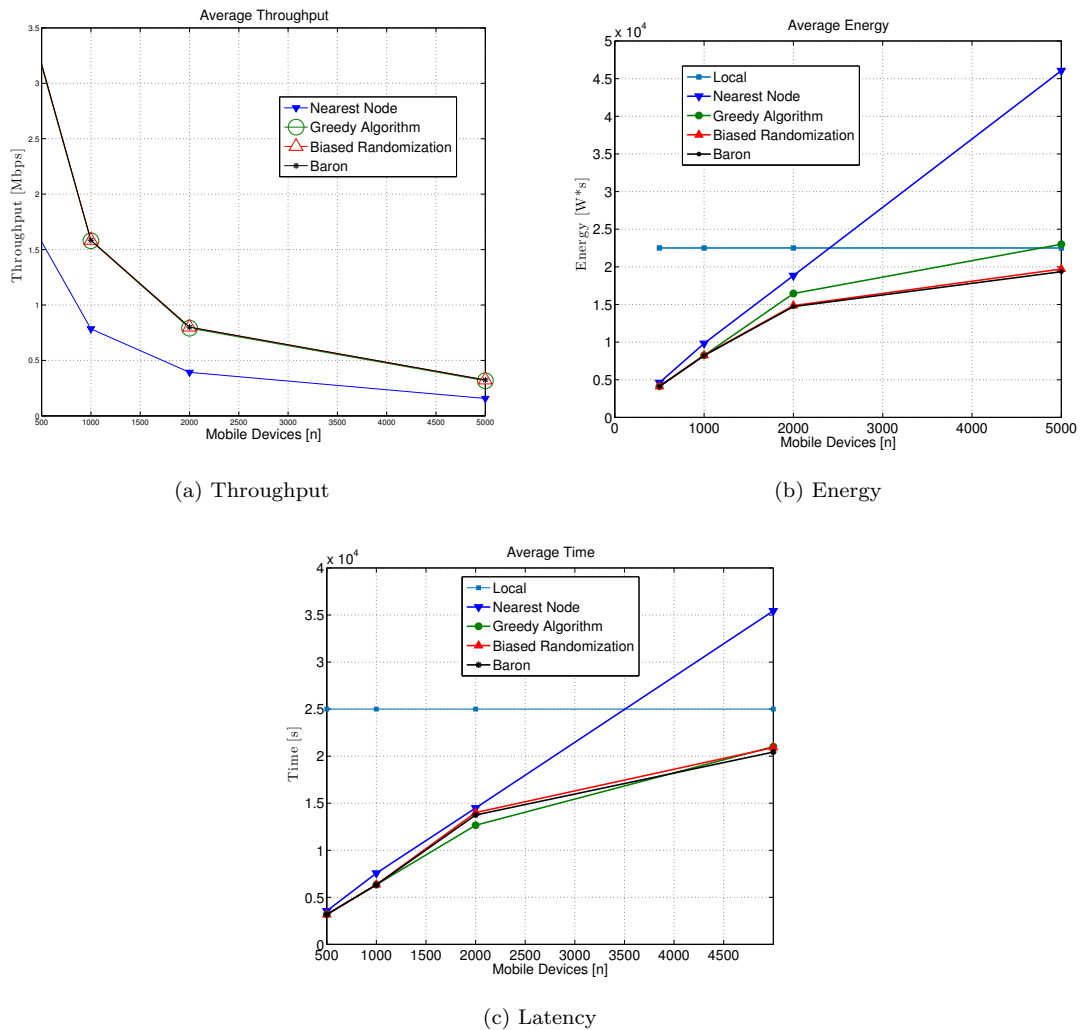 Average Throughput
3.5
3
2.5
2
1.5
1
0.5
0
Throughput [Mbps]
Nearest Node
Greedy Algorithm
Biased Randomization
Baron
500 1000 1500 2000 2500 3000 3500 4000 4500 5000
Mobile Devices [n]
(a) Throughput
Average Energy
x 10^4
5
4.5
4
3.5
3
2.5
2
1.5
1
0.5
0
Energy [W*s]
Local
Nearest Node
Greedy Algorithm
Biased Randomization
Baron
0 1000 2000 3000 4000 5000
Mobile Devices [n]
(b) Energy
Average Time
x 10^4
4
3.5
3
2.5
2
1.5
1
0.5
0
Time [s]
Local
Nearest Node
Greedy Algorithm
Biased Randomization
Baron
500 1000 1500 2000 2500 3000 3500 4000 4500
Mobile Devices [n]
(c) Latency